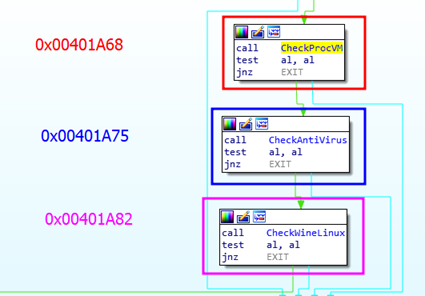 0x00401A68
call CheckProcVM
test al, al
jnz EXIT
0x00401A75
call CheckAntiVirus
test al, al
jnz EXIT
0x00401A82
call CheckWineLinux
test al, al
jnz EXIT